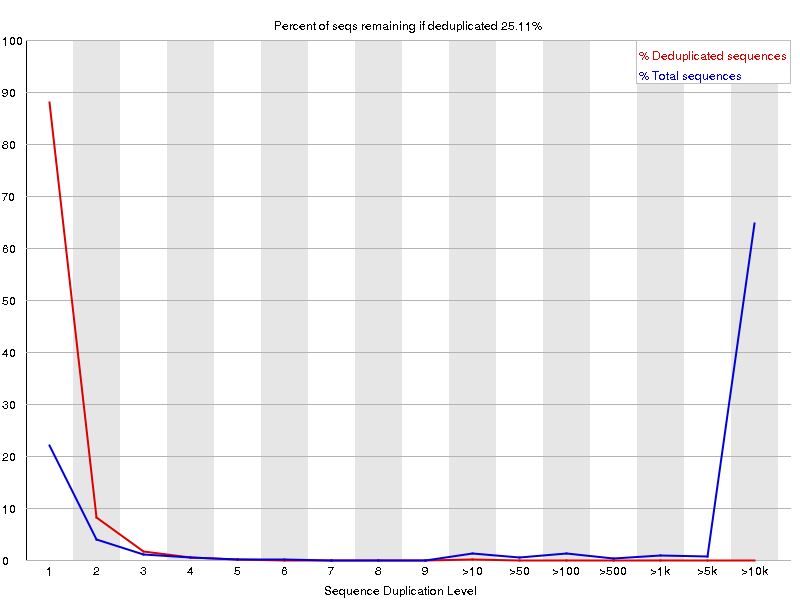 Percent of seqs remaining if deduplicated 25.11%
% Deduplicated sequences
% Total sequences
100
90
80
70
60
50
40
30
20
10
0
1 2 3 4 5 6 7 8 9 >10 >50 >100 >500 >1k >5k >10k
Sequence Duplication Level